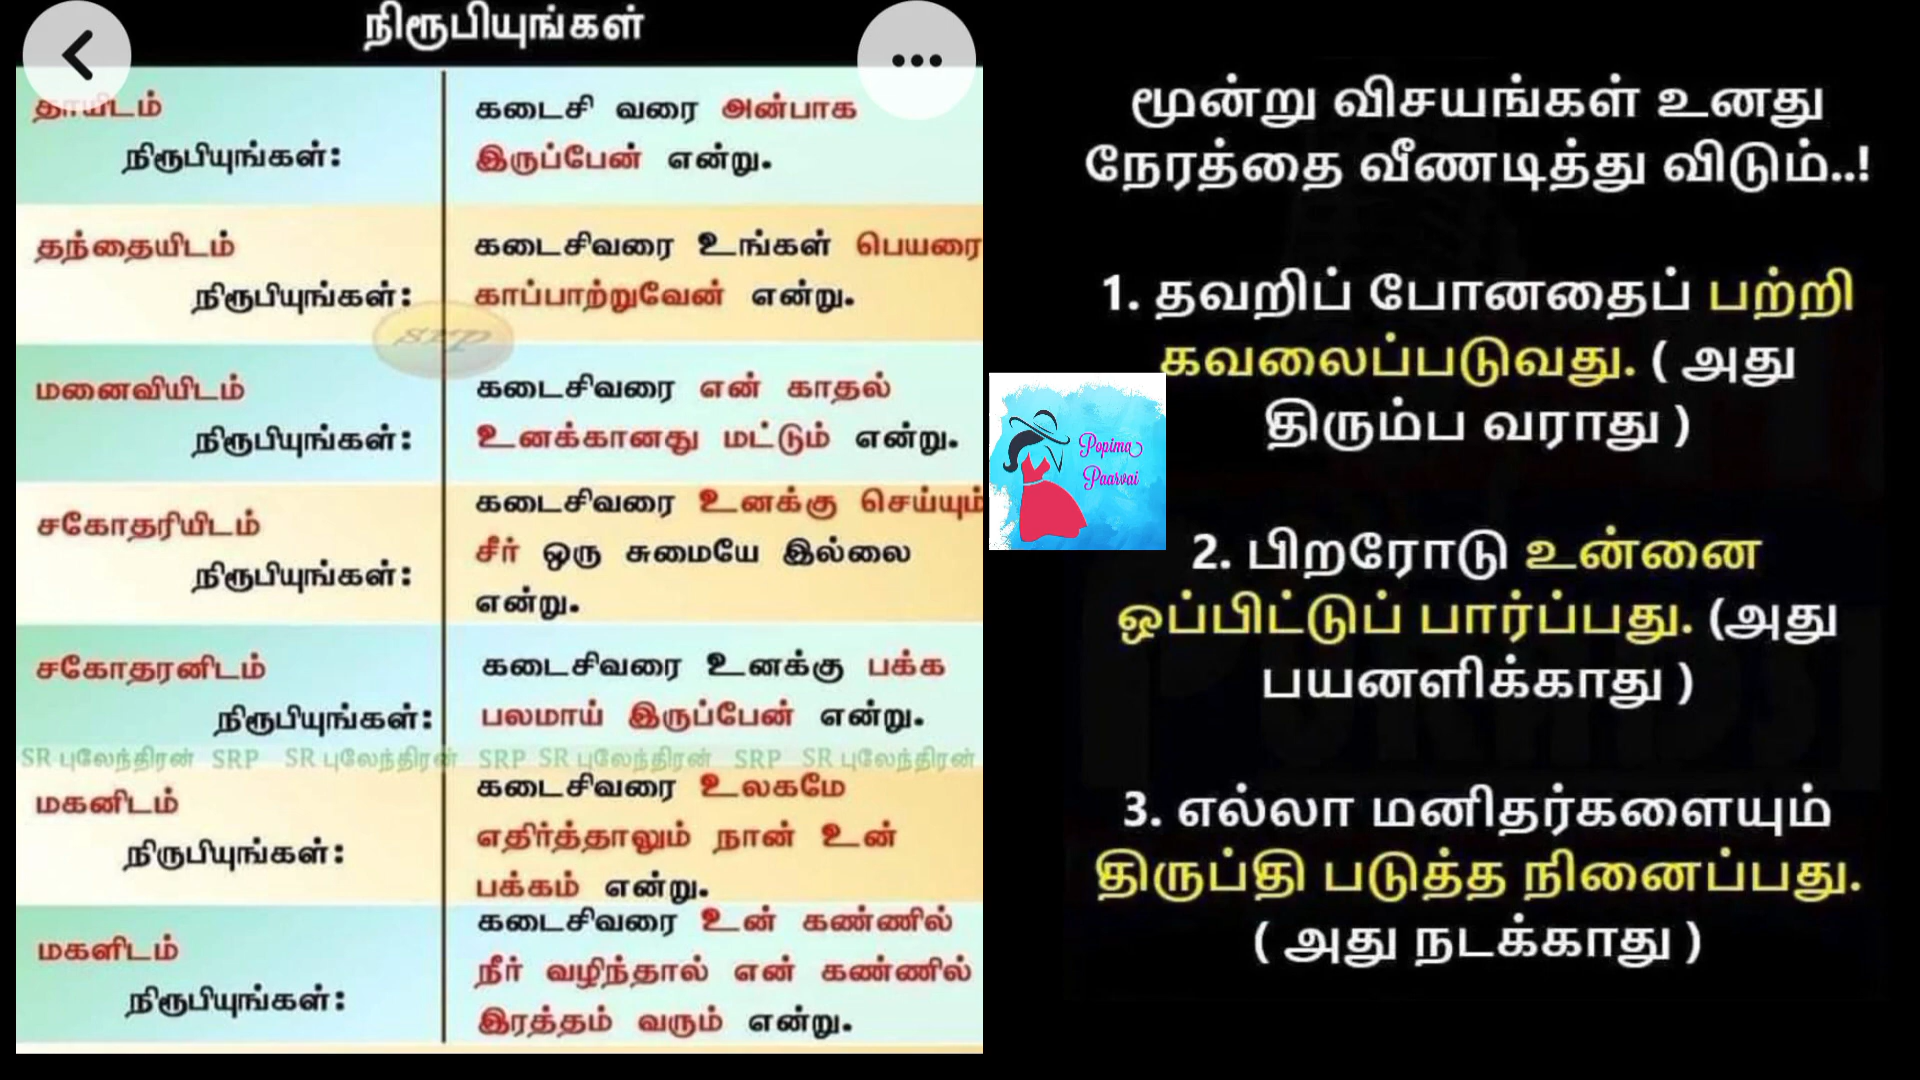 நிரூபியுங்கள்
தாயிடம்
நிரூபியுங்கள்:
கடைசி வரை அன்பாக
இருப்பேன் என்று.
தந்தையிடம்
நிரூபியுங்கள்:
கடைசிவரை உங்கள் பெயரை
காப்பாற்றுவேன் என்று.
SRP
மனைவியிடம்
நிரூபியுங்கள்:
கடைசிவரை என் காதல்
உனக்கானது மட்டும் என்று.
சகோதரியிடம்
நிரூபியுங்கள்:
கடைசிவரை உனக்கு செய்யும்
சீர் ஒரு சுமையே இல்லை
என்று.
சகோதரனிடம்
நிரூபியுங்கள்:
கடைசிவரை உனக்கு பக்க
பலமாய் இருப்பேன் என்று.
SR புலேந்திரன் SRP SR புலேந்திரன் SRP SR புலேந்திரன் SRP SR புலேந்திரன்
மகனிடம்
நிருபியுங்கள்:
கடைசிவரை உலகமே
எதிர்த்தாலும் நான் உன்
பக்கம் என்று.
மகளிடம்
நிரூபியுங்கள்:
கடைசிவரை உன் கண்ணில்
நீர் வழிந்தால் என் கண்ணில்
இரத்தம் வரும் என்று.
Popima
Paarvai
மூன்று விசயங்கள் உனது
நேரத்தை வீணடித்து விடும்..!
1. தவறிப் போனதைப் பற்றி
கவலைப்படுவது. ( அது
திரும்ப வராது )
2. பிறரோடு உன்னை
ஒப்பிட்டுப் பார்ப்பது. (அது
பயனளிக்காது )
3. எல்லா மனிதர்களையும்
திருப்தி படுத்த நினைப்பது.
( அது நடக்காது )